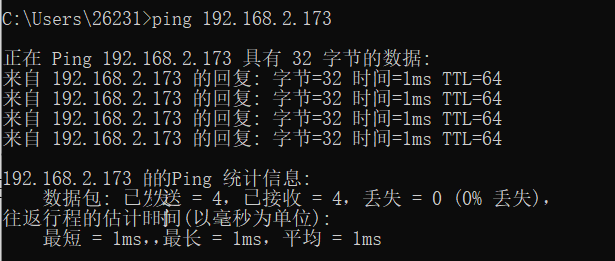 C:\Users\26231>ping 192.168.2.173
正在 Ping 192.168.2.173 具有 32 字节的数据:
来自 192.168.2.173 的回复: 字节=32 时间=1ms TTL=64
来自 192.168.2.173 的回复: 字节=32 时间=1ms TTL=64
来自 192.168.2.173 的回复: 字节=32 时间=1ms TTL=64
来自 192.168.2.173 的回复: 字节=32 时间=1ms TTL=64
192.168.2.173 的的Ping 统计信息:
数据包: 已发发送 = 4，已接收 = 4，丢失 = 0 (0% 丢失)，
往返行程的估计时时间(以毫秒为单位):
最短 = 1ms，，最长 = 1ms，平均 = 1ms